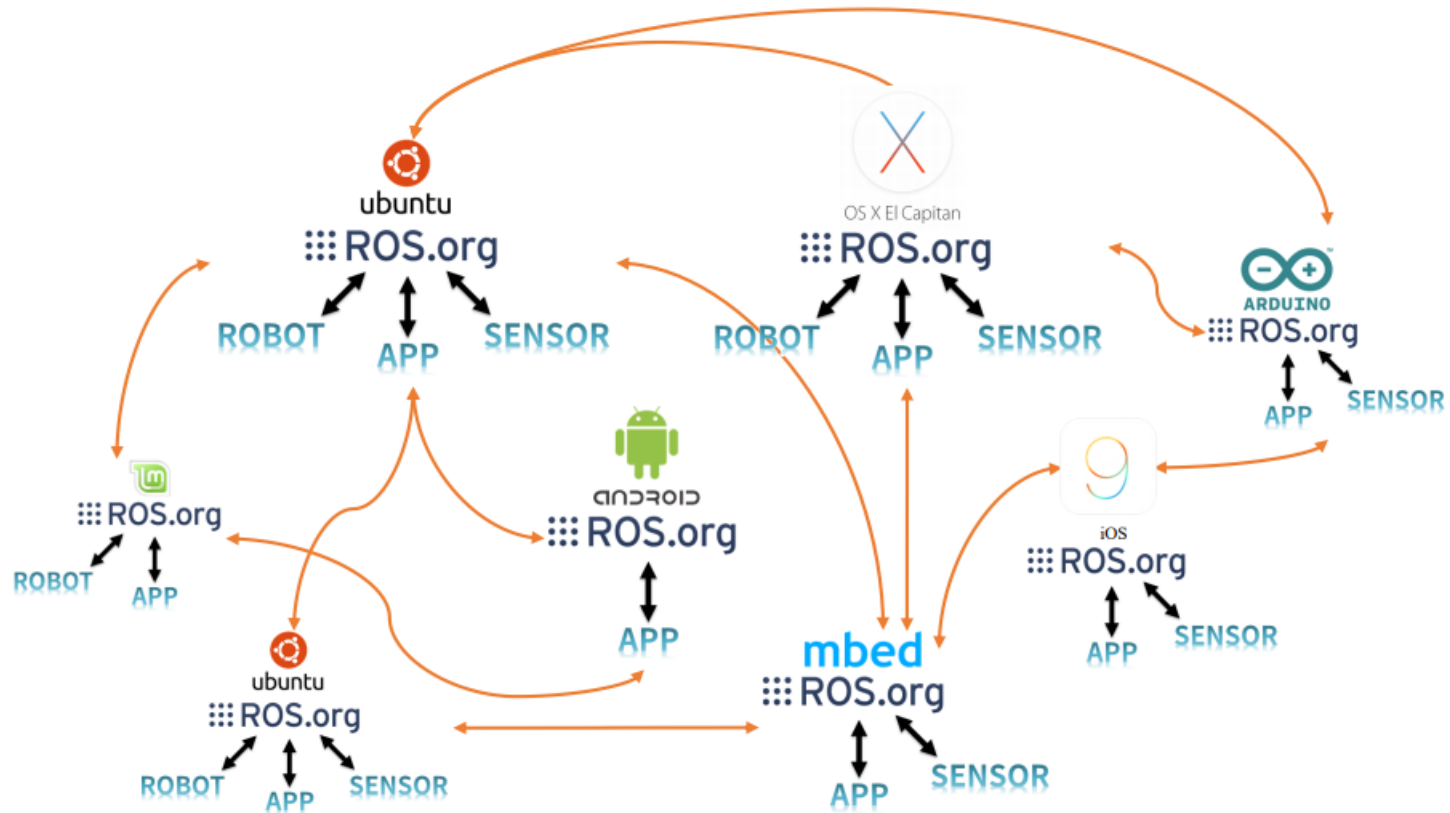 ubuntu
ROS.org
ROBOT
APP
SENSOR
OS X El Capitan
ROS.org
ROBOT
APP
SENSOR
ARDUINO
ROS.org
APP
SENSOR
lm
ROS.org
ROBOT
APP
ANDROID
ROS.org
APP
9
iOS
ROS.org
APP
SENSOR
ubuntu
ROS.org
ROBOT
APP
SENSOR
mbed
ROS.org
APP
SENSOR